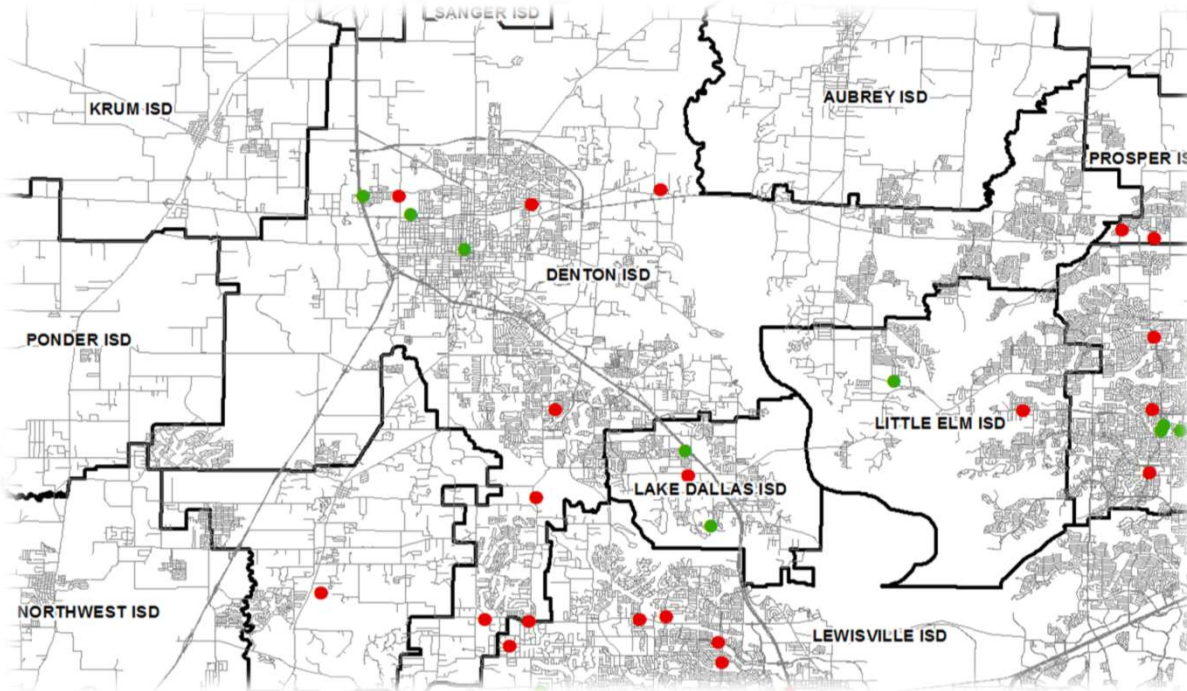 SANGER ISD
KRUM ISD
AUBREY ISD
PROSPER IS
DENTON ISD
PONDER ISD
LITTLE ELM ISD
LAKE DALLAS ISD
NORTHWEST ISD
LEWISVILLE ISD